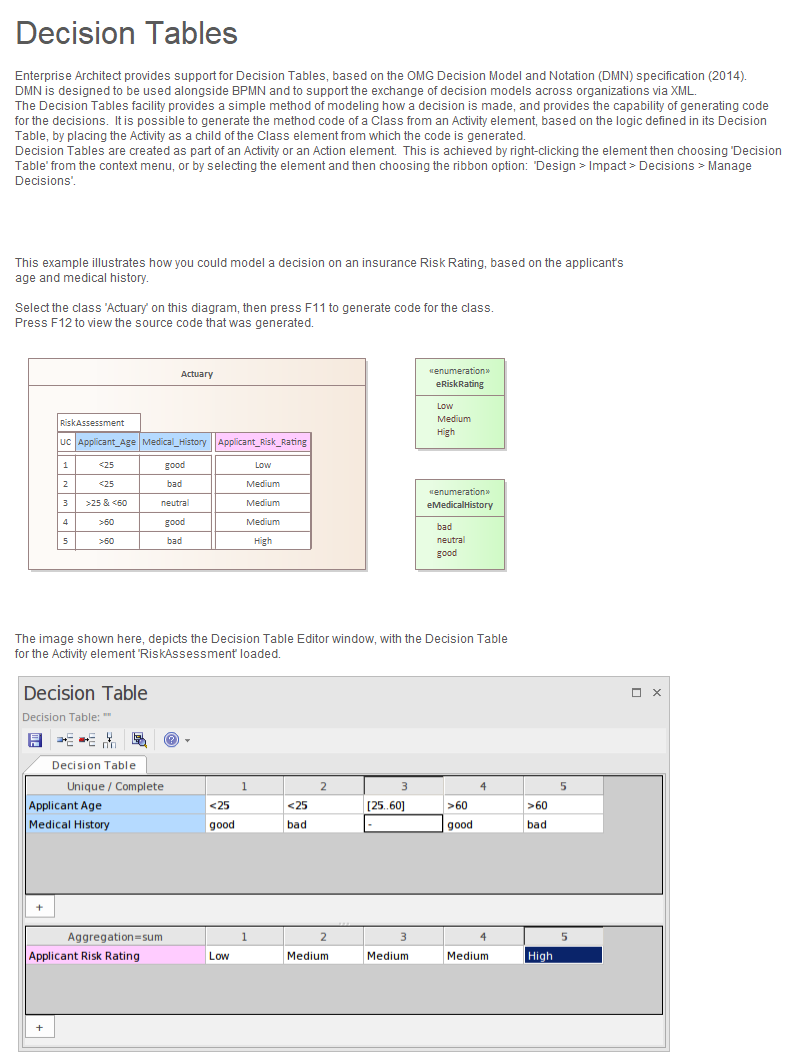 Decision Tables
Enterprise Architect provides support for Decision Tables, based on the OMG Decision Model and Notation (DMN) specification (2014).
DMN is designed to be used alongside BPMN and to support the exchange of decision models across organizations via XML.
The Decision Tables facility provides a simple method of modeling how a decision is made, and provides the capability of generating code
for the decisions.  It is possible to generate the method code of a Class from an Activity element, based on the logic defined in its Decision
Table, by placing the Activity as a child of the Class element from which the code is generated.
Decision Tables are created as part of an Activity or an Action element.  This is achieved by right-clicking the element then choosing 'Decision
Table' from the context menu, or by selecting the element and then choosing the ribbon option:  'Design > Impact > Decisions > Manage
Decisions'.
This example illustrates how you could model a decision on an insurance Risk Rating, based on the applicant's
age and medical history.
Select the class 'Actuary' on this diagram, then press F11 to generate code for the class.
Press F12 to view the source code that was generated.
Actuary
RiskAssessment
UC Applicant_Age Medical_History Applicant_Risk_Rating
1 <25 good Low
2 <25 bad Medium
3 >25 & <60 neutral Medium
4 >60 good Medium
5 >60 bad High
«enumeration»
eRiskRating
Low
Medium
High
«enumeration»
eMedicalHistory
bad
neutral
good
The image shown here, depicts the Decision Table Editor window, with the Decision Table
for the Activity element 'RiskAssessment' loaded.
Decision Table
Decision Table: ""
Decision Table
Unique / Complete 1 2 3 4 5
Applicant Age <25 <25 [25..60] >60 >60
Medical History good bad - good bad
+
Aggregation=sum 1 2 3 4 5
Applicant Risk Rating Low Medium Medium Medium High
+